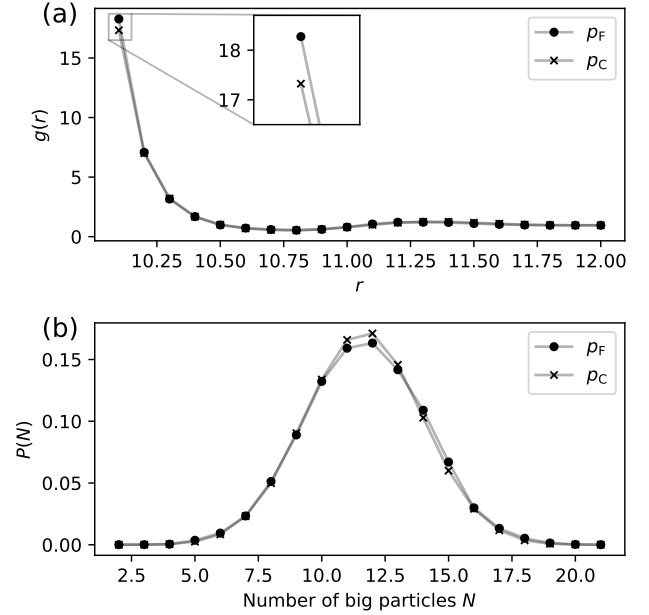 (a)
18
17
p_F
p_C
15
10
5
0
g(r)
10.25 10.50 10.75 11.00 11.25 11.50 11.75 12.00
r
(b)
p_F
p_C
0.15
0.10
0.05
0.00
P(N)
2.5 5.0 7.5 10.0 12.5 15.0 17.5 20.0
Number of big particles N